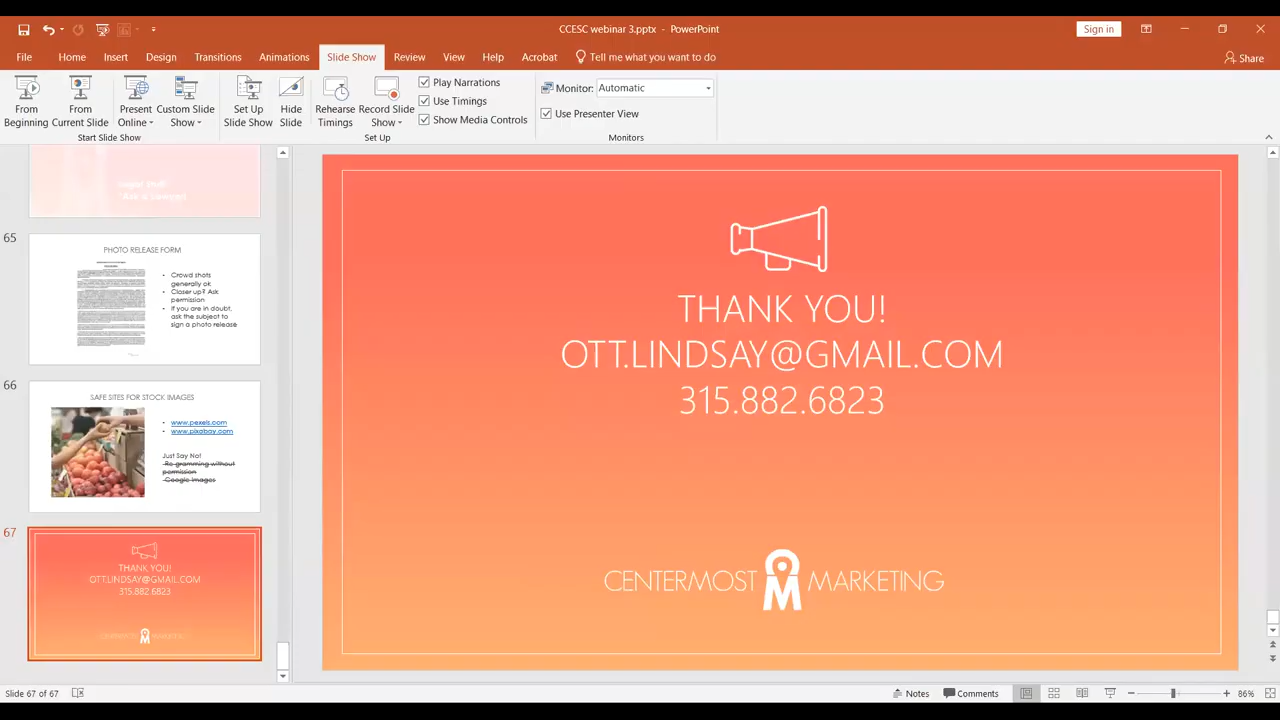 CCESC webinar 3.pptx - PowerPoint
Sign in
File Home Insert Design Transitions Animations Slide Show Review View Help Acrobat Tell me what you want to do
Share
From Beginning
From Current Slide
Present Online
Custom Slide Show
Set Up Slide Show
Hide Slide
Rehearse Timings
Record Slide Show
Play Narrations
Use Timings
Show Media Controls
Monitor: Automatic
Use Presenter View
Start Slide Show
Set Up
Monitors
65
PHOTO RELEASE FORM
• Crowd shots
generally ok
• Closer up? Ask
permission
• If you are in doubt,
ask the subject to
sign a photo release
66
SAFE SITES FOR STOCK IMAGES
• www.pexels.com
• www.pixabay.com
Just Say No!
-Re-gramming without
permission
-Google Images
67
THANK YOU!
OTT.LINDSAY@GMAIL.COM
315.882.6823
CENTERMOST MARKETING
THANK YOU!
OTT.LINDSAY@GMAIL.COM
315.882.6823
CENTERMOST MARKETING
Slide 67 of 67
Notes
Comments
86%